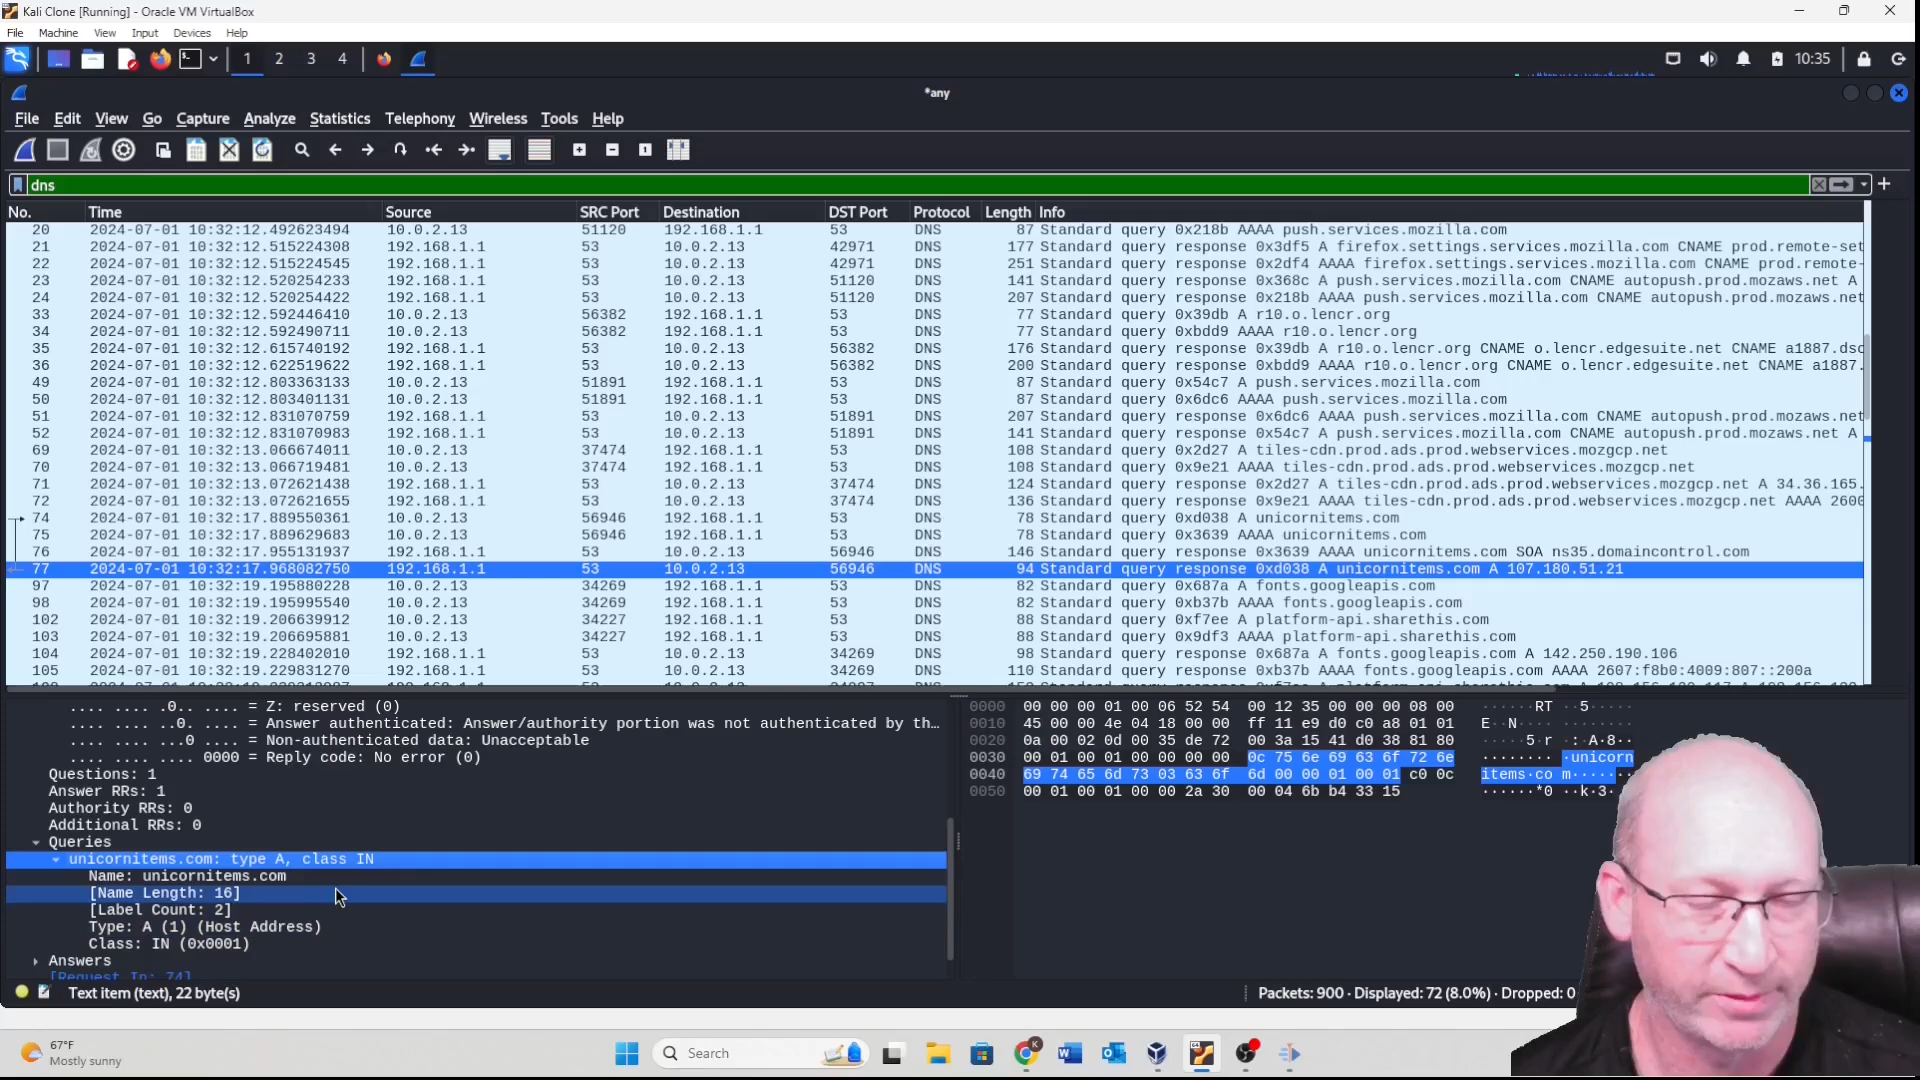 Kali Clone [Running] - Oracle VM VirtualBox
File Machine View Input Devices Help
1 2 3 4 10:35
*any
File Edit View Go Capture Analyze Statistics Telephony Wireless Tools Help
dns
No. Time Source SRC Port Destination DST Port Protocol Length Info
20 2024-07-01 10:32:12.492623494 10.0.2.13 51120 192.168.1.1 53 DNS 87 Standard query 0x218b AAAA push.services.mozilla.com
21 2024-07-01 10:32:12.515224308 192.168.1.1 53 10.0.2.13 42971 DNS 177 Standard query response 0x3df5 A firefox.settings.services.mozilla.com CNAME prod.remote-set
22 2024-07-01 10:32:12.515224545 192.168.1.1 53 10.0.2.13 42971 DNS 251 Standard query response 0x2df4 AAAA firefox.settings.services.mozilla.com CNAME prod.remote-
23 2024-07-01 10:32:12.520254233 192.168.1.1 53 10.0.2.13 51120 DNS 141 Standard query response 0x368c A push.services.mozilla.com CNAME autopush.prod.mozaws.net A
24 2024-07-01 10:32:12.520254422 192.168.1.1 53 10.0.2.13 51120 DNS 207 Standard query response 0x218b AAAA push.services.mozilla.com CNAME autopush.prod.mozaws.net
33 2024-07-01 10:32:12.592446410 10.0.2.13 56382 192.168.1.1 53 DNS 77 Standard query 0x39db A r10.o.lencr.org
34 2024-07-01 10:32:12.592490711 10.0.2.13 56382 192.168.1.1 53 DNS 77 Standard query 0xbdd9 AAAA r10.o.lencr.org
35 2024-07-01 10:32:12.615740192 192.168.1.1 53 10.0.2.13 56382 DNS 176 Standard query response 0x39db A r10.o.lencr.org CNAME o.lencr.edgesuite.net CNAME a1887.dsc
36 2024-07-01 10:32:12.622519622 192.168.1.1 53 10.0.2.13 56382 DNS 200 Standard query response 0xbdd9 AAAA r10.o.lencr.org CNAME o.lencr.edgesuite.net CNAME a1887.
49 2024-07-01 10:32:12.803363133 10.0.2.13 51891 192.168.1.1 53 DNS 87 Standard query 0x54c7 A push.services.mozilla.com
50 2024-07-01 10:32:12.803401131 10.0.2.13 51891 192.168.1.1 53 DNS 87 Standard query 0x6dc6 AAAA push.services.mozilla.com
51 2024-07-01 10:32:12.831070759 192.168.1.1 53 10.0.2.13 51891 DNS 207 Standard query response 0x6dc6 AAAA push.services.mozilla.com CNAME autopush.prod.mozaws.net
52 2024-07-01 10:32:12.831070983 192.168.1.1 53 10.0.2.13 51891 DNS 141 Standard query response 0x54c7 A push.services.mozilla.com CNAME autopush.prod.mozaws.net A
69 2024-07-01 10:32:13.066674011 10.0.2.13 37474 192.168.1.1 53 DNS 108 Standard query 0x2d27 A tiles-cdn.prod.ads.prod.webservices.mozgcp.net
70 2024-07-01 10:32:13.066719481 10.0.2.13 37474 192.168.1.1 53 DNS 108 Standard query 0x9e21 AAAA tiles-cdn.prod.ads.prod.webservices.mozgcp.net
71 2024-07-01 10:32:13.072621438 192.168.1.1 53 10.0.2.13 37474 DNS 124 Standard query response 0x2d27 A tiles-cdn.prod.ads.prod.webservices.mozgcp.net A 34.36.165.
72 2024-07-01 10:32:13.072621655 192.168.1.1 53 10.0.2.13 37474 DNS 136 Standard query response 0x9e21 AAAA tiles-cdn.prod.ads.prod.webservices.mozgcp.net AAAA 2600
74 2024-07-01 10:32:17.889550361 10.0.2.13 56946 192.168.1.1 53 DNS 78 Standard query 0xd038 A unicornitems.com
75 2024-07-01 10:32:17.889629683 10.0.2.13 56946 192.168.1.1 53 DNS 78 Standard query 0x3639 AAAA unicornitems.com
76 2024-07-01 10:32:17.955131937 192.168.1.1 53 10.0.2.13 56946 DNS 146 Standard query response 0x3639 AAAA unicornitems.com SOA ns35.domaincontrol.com
77 2024-07-01 10:32:17.968082750 192.168.1.1 53 10.0.2.13 56946 DNS 94 Standard query response 0xd038 A unicornitems.com A 107.180.51.21
97 2024-07-01 10:32:19.195880228 10.0.2.13 34269 192.168.1.1 53 DNS 82 Standard query 0x687a A fonts.googleapis.com
98 2024-07-01 10:32:19.195995540 10.0.2.13 34269 192.168.1.1 53 DNS 82 Standard query 0xb37b AAAA fonts.googleapis.com
102 2024-07-01 10:32:19.206639912 10.0.2.13 34227 192.168.1.1 53 DNS 88 Standard query 0xf7ee A platform-api.sharethis.com
103 2024-07-01 10:32:19.206695881 10.0.2.13 34227 192.168.1.1 53 DNS 88 Standard query 0x9df3 AAAA platform-api.sharethis.com
104 2024-07-01 10:32:19.228402010 192.168.1.1 53 10.0.2.13 34269 DNS 98 Standard query response 0x687a A fonts.googleapis.com A 142.250.190.106
105 2024-07-01 10:32:19.229831270 192.168.1.1 53 10.0.2.13 34269 DNS 110 Standard query response 0xb37b AAAA fonts.googleapis.com AAAA 2607:f8b0:4009:807::200a
.... .... .0.. .... = Z: reserved (0)
.... .... ..0. .... = Answer authenticated: Answer/authority portion was not authenticated by th…
.... .... ...0 .... = Non-authenticated data: Unacceptable
.... .... .... 0000 = Reply code: No error (0)
Questions: 1
Answer RRs: 1
Authority RRs: 0
Additional RRs: 0
Queries
unicornitems.com: type A, class IN
Name: unicornitems.com
[Name Length: 16]
[Label Count: 2]
Type: A (1) (Host Address)
Class: IN (0x0001)
Answers
[Request In: 74]
0000 00 00 00 01 00 06 52 54 00 12 35 00 00 00 08 00 ······RT ··5·····
0010 45 00 00 4e 04 18 00 00 ff 11 e9 d0 c0 a8 01 01 E··N···· ········
0020 0a 00 02 0d 00 35 de 72 00 3a 15 41 d0 38 81 80 ·····5·r ·:·A·8··
0030 00 01 00 01 00 00 00 00 0c 75 6e 69 63 6f 72 6e ········ ·unicorn
0040 69 74 65 6d 73 03 63 6f 6d 00 00 01 00 01 c0 0c items·co m·······
0050 00 01 00 01 00 00 2a 30 00 04 6b b4 33 15 ······*0 ··k·3·
Text item (text), 22 byte(s)
Packets: 900 · Displayed: 72 (8.0%) · Dropped: 0
67°F
Mostly sunny
Search